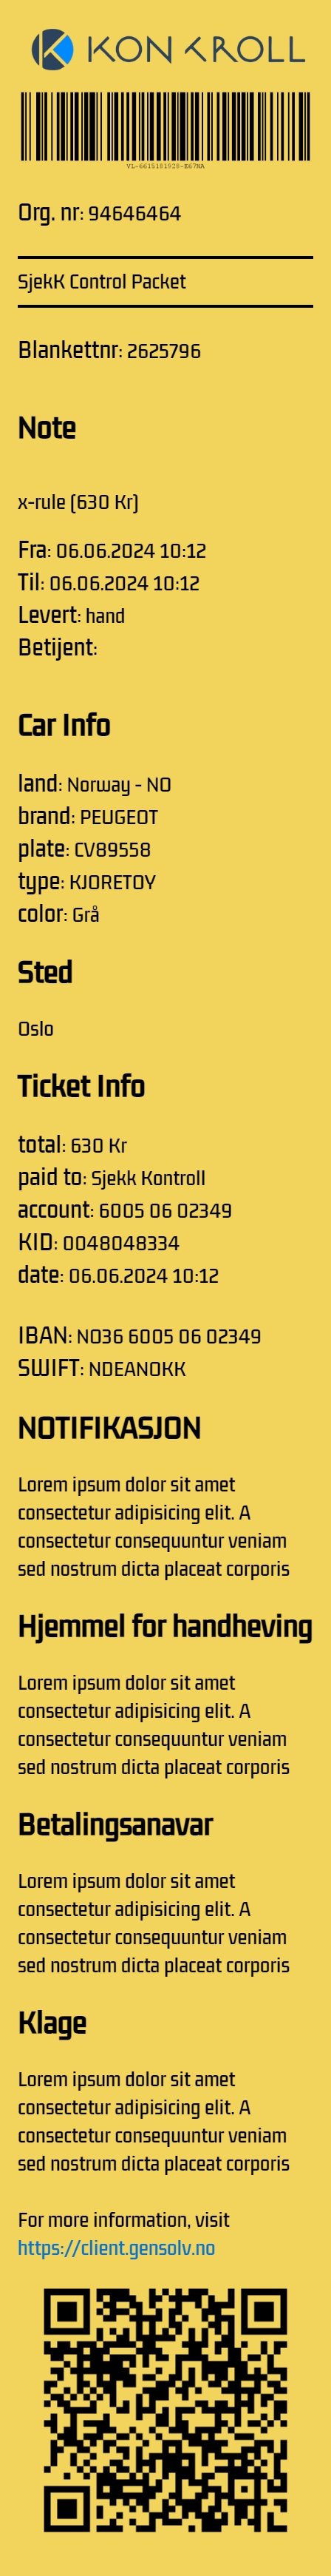 KONKROLL
VL-6615181920-E67NA
Org. nr: 94646464
SjekK Control Packet
Blankettnr: 2625796
Note
x-rule (630 Kr)
Fra: 06.06.2024 10:12
Til: 06.06.2024 10:12
Levert: hand
Betijent:
Car Info
land: Norway - NO
brand: PEUGEOT
plate: CV89558
type: KJORETOY
color: Grå
Sted
Oslo
Ticket Info
total: 630 Kr
paid to: Sjekk Kontroll
account: 6005 06 02349
KID: 0048048334
date: 06.06.2024 10:12
IBAN: NO36 6005 06 02349
SWIFT: NDEANOKK
NOTIFIKASJON
Lorem ipsum dolor sit amet
consectetur adipisicing elit. A
consectetur consequuntur veniam
sed nostrum dicta placeat corporis
Hjemmel for handheving
Lorem ipsum dolor sit amet
consectetur adipisicing elit. A
consectetur consequuntur veniam
sed nostrum dicta placeat corporis
Betalingsanavar
Lorem ipsum dolor sit amet
consectetur adipisicing elit. A
consectetur consequuntur veniam
sed nostrum dicta placeat corporis
Klage
Lorem ipsum dolor sit amet
consectetur adipisicing elit. A
consectetur consequuntur veniam
sed nostrum dicta placeat corporis
For more information, visit
https://client.gensolv.no